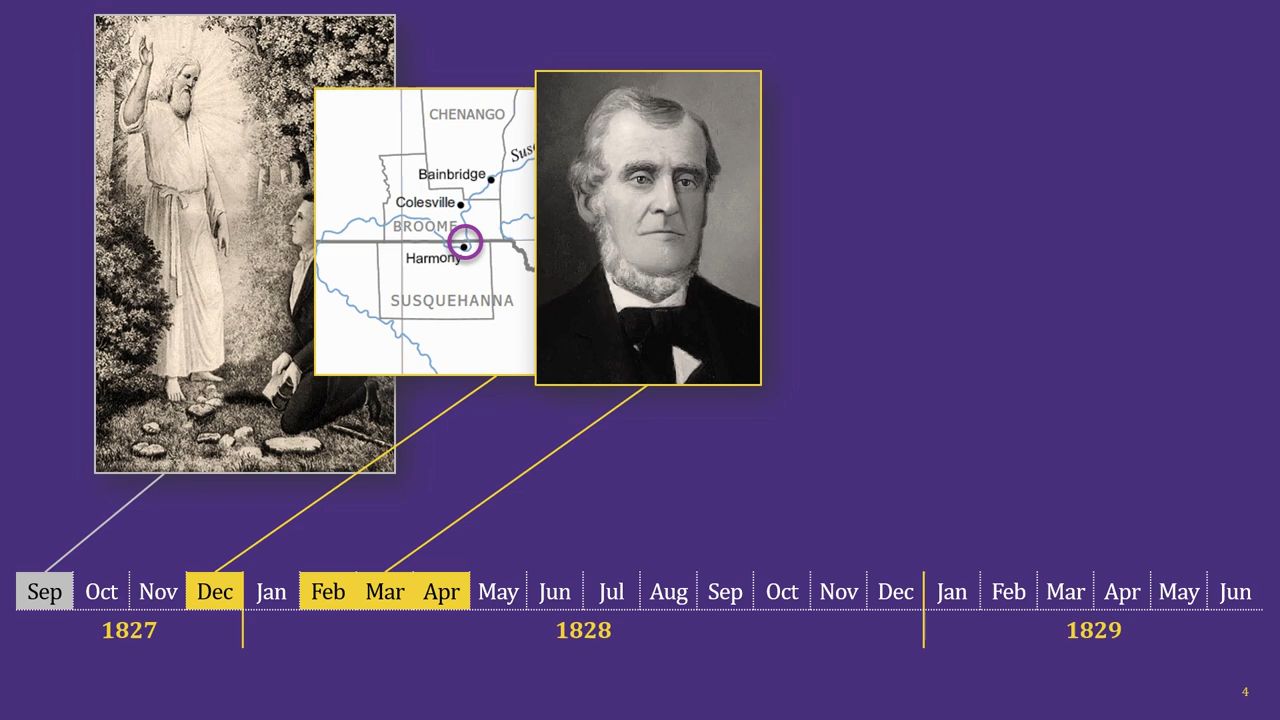 CHENANGO
Bainbridge
Colesville
BROOME
Harmony
SUSQUEHANNA
Sep Oct Nov Dec Jan Feb Mar Apr May Jun Jul Aug Sep Oct Nov Dec Jan Feb Mar Apr May Jun
1827 1828 1829
4